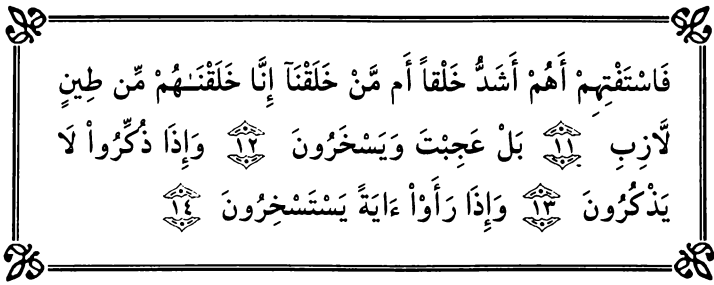 فَاسْتَفْتِهِمْ أَهُمْ أَشَدُّ خَلْقاً أَم مَّنْ خَلَقْنَآ إِنَّا خَلَقْنَـٰهُمْ مِّن طِينٍ
لَّازِبٍ ﴿١١﴾ بَلْ عَجِبْتَ وَيَسْخَرُونَ ﴿١٢﴾ وَإِذَا ذُكِّرُواْ لَا
يَذْكُرُونَ ﴿١٣﴾ وَإِذَا رَأَوْاْ ءَايَةً يَسْتَسْخِرُونَ ﴿١٤﴾